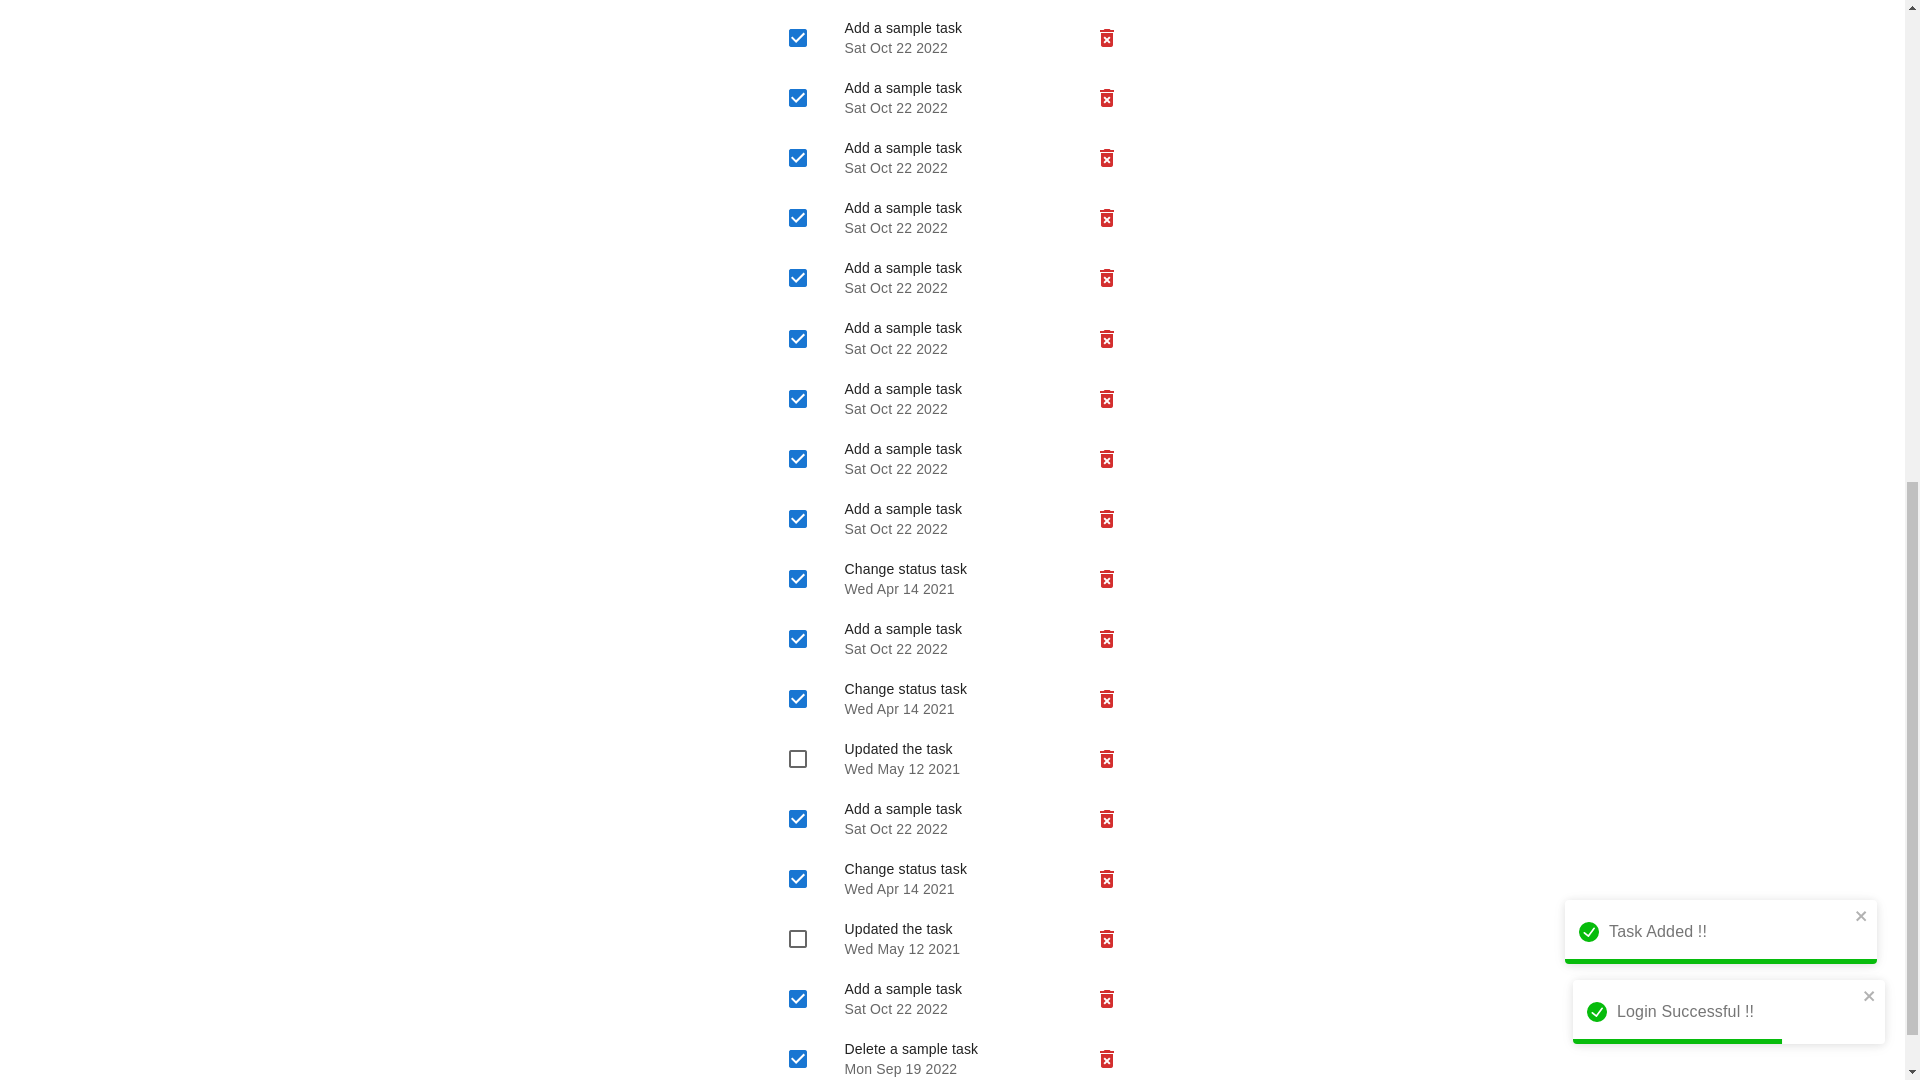 Add a sample task
Sat Oct 22 2022
Add a sample task
Sat Oct 22 2022
Add a sample task
Sat Oct 22 2022
Add a sample task
Sat Oct 22 2022
Add a sample task
Sat Oct 22 2022
Add a sample task
Sat Oct 22 2022
Add a sample task
Sat Oct 22 2022
Add a sample task
Sat Oct 22 2022
Add a sample task
Sat Oct 22 2022
Change status task
Wed Apr 14 2021
Add a sample task
Sat Oct 22 2022
Change status task
Wed Apr 14 2021
Updated the task
Wed May 12 2021
Add a sample task
Sat Oct 22 2022
Change status task
Wed Apr 14 2021
Updated the task
Wed May 12 2021
Add a sample task
Sat Oct 22 2022
Delete a sample task
Mon Sep 19 2022
Task Added !!
Login Successful !!